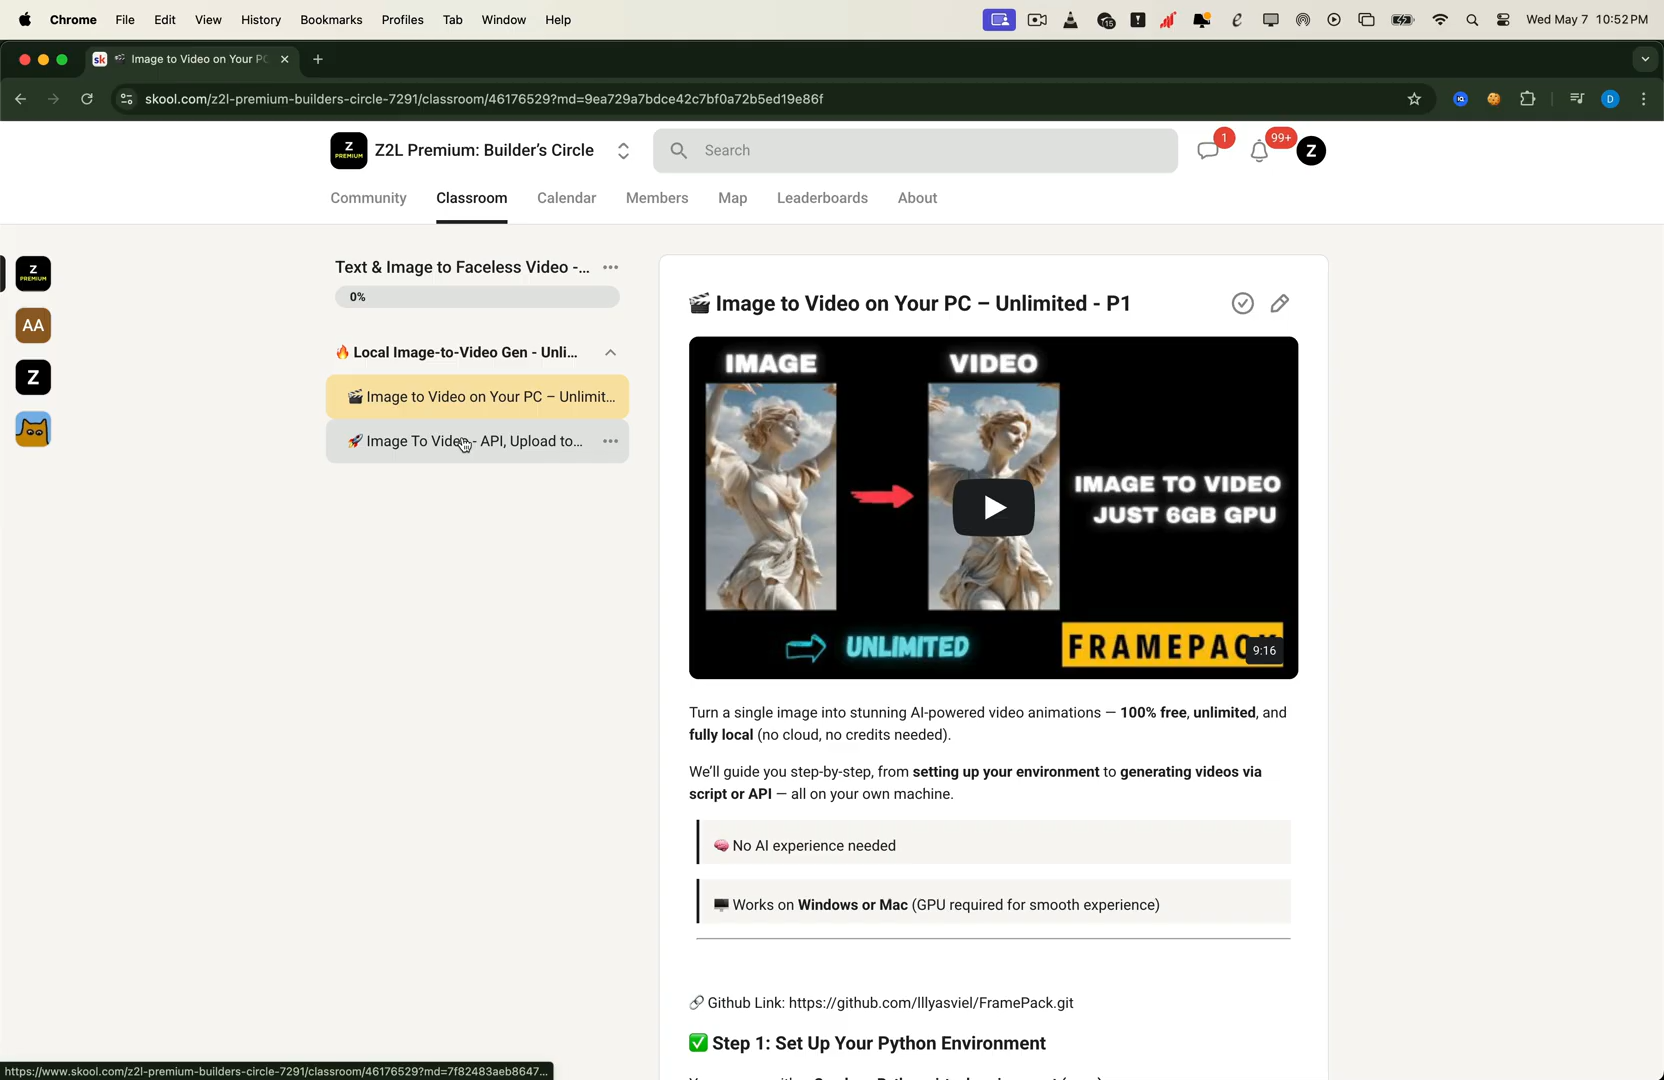 Chrome File Edit View History Bookmarks Profiles Tab Window Help Wed May 7 10:52 PM
sk 🎬 Image to Video on Your PC
skool.com/z2l-premium-builders-circle-7291/classroom/46176529?md=9ea729a7bdce42c7bf0a72b5ed19e86f
D
Z PREMIUM Z2L Premium: Builder's Circle Search 1 99+ Z
Community Classroom Calendar Members Map Leaderboards About
Z
PREMIUM
AA
Z
Text & Image to Faceless Video -...
0%
🔥 Local Image-to-Video Gen - Unli...
🎬 Image to Video on Your PC – Unlimit...
🚀 Image To Video - API, Upload to...
🎬 Image to Video on Your PC – Unlimited - P1
IMAGE VIDEO
IMAGE TO VIDEO
JUST 6GB GPU
UNLIMITED
9:16
Turn a single image into stunning AI-powered video animations — 100% free, unlimited, and
fully local (no cloud, no credits needed).
We'll guide you step-by-step, from setting up your environment to generating videos via
script or API — all on your own machine.
🧠 No AI experience needed
🖥️ Works on Windows or Mac (GPU required for smooth experience)
🔗 Github Link: https://github.com/lllyasviel/FramePack.git
✅ Step 1: Set Up Your Python Environment
https://www.skool.com/z2l-premium-builders-circle-7291/classroom/46176529?md=7f82483aeb8647...